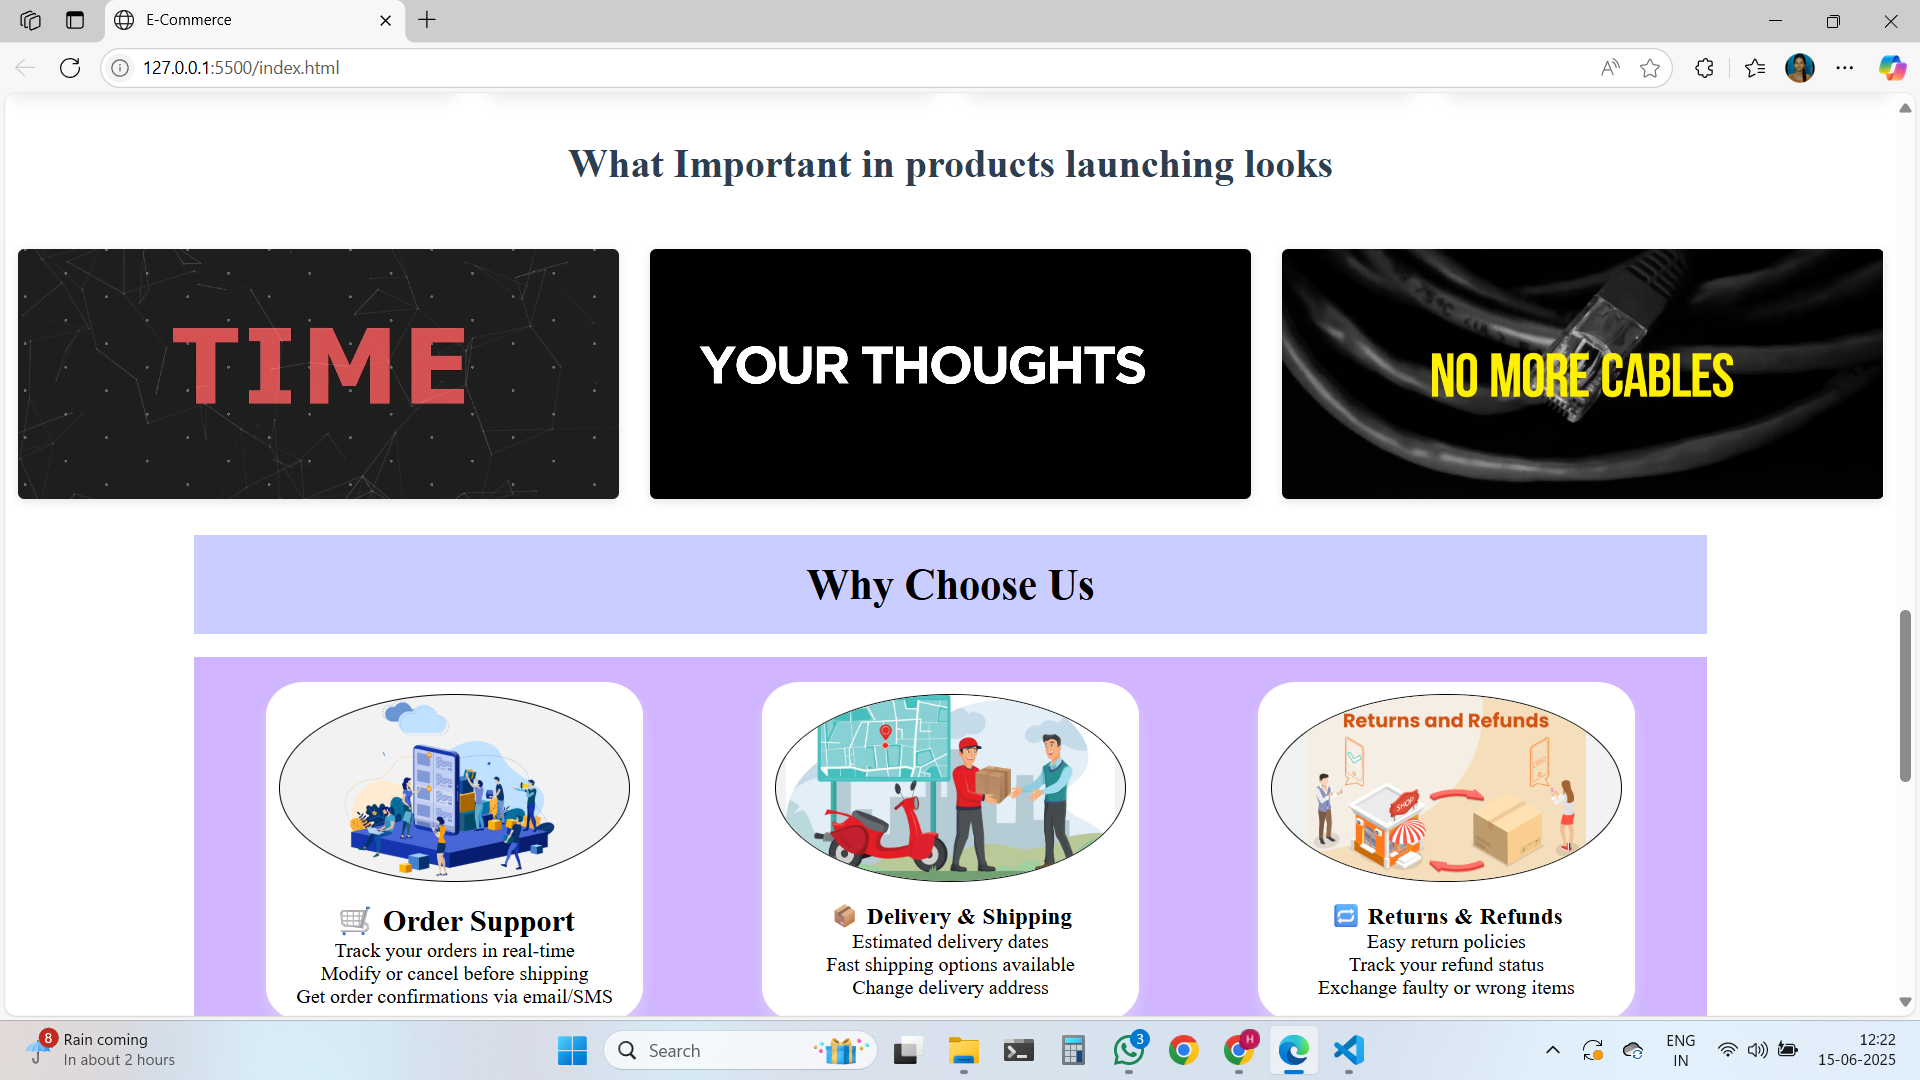 E-Commerce
127.0.0.1:5500/index.html
What Important in products launching looks
TIME
YOUR THOUGHTS
NO MORE CABLES
Why Choose Us
Returns and Refunds
SHOP
🛒 Order Support
Track your orders in real-time
Modify or cancel before shipping
Get order confirmations via email/SMS
📦 Delivery & Shipping
Estimated delivery dates
Fast shipping options available
Change delivery address
🔁 Returns & Refunds
Easy return policies
Track your refund status
Exchange faulty or wrong items
8
Rain coming
In about 2 hours
Search
3
H
ENG
IN
12:22
15-06-2025